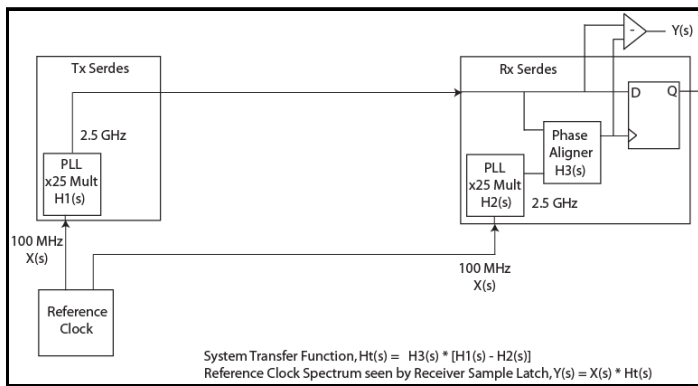 Y(s)
-
Tx Serdes
Rx Serdes
D
Q
2.5 GHz
PLL
x25 Mult
H1(s)
Phase
Aligner
H3(s)
PLL
x25 Mult
H2(s)
2.5 GHz
100 MHz
X(s)
100 MHz
X(s)
Reference
Clock
System Transfer Function, Ht(s) = H3(s) * [H1(s) - H2(s)]
Reference Clock Spectrum seen by Receiver Sample Latch, Y(s) = X(s) * Ht(s)